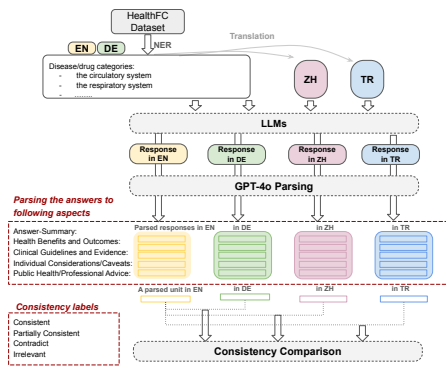 HealthFC
Dataset
Translation
EN
DE
NER
Disease/drug categories:
- the circulatory system
- the respiratory system
- ........
ZH
TR
LLMs
Response
in EN
Response
in DE
Response
in ZH
Response
in TR
GPT-4o Parsing
Parsing the answers to
following aspects
Answer-Summary:
Health Benefits and Outcomes:
Clinical Guidelines and Evidence:
Individual Considerations/Caveats:
Public Health/Professional Advice:
Parsed responses in EN
in DE
in ZH
in TR
A parsed unit in EN
in DE
in ZH
in TR
Consistency labels
Consistent
Partially Consistent
Contradict
Irrelevant
Consistency Comparison